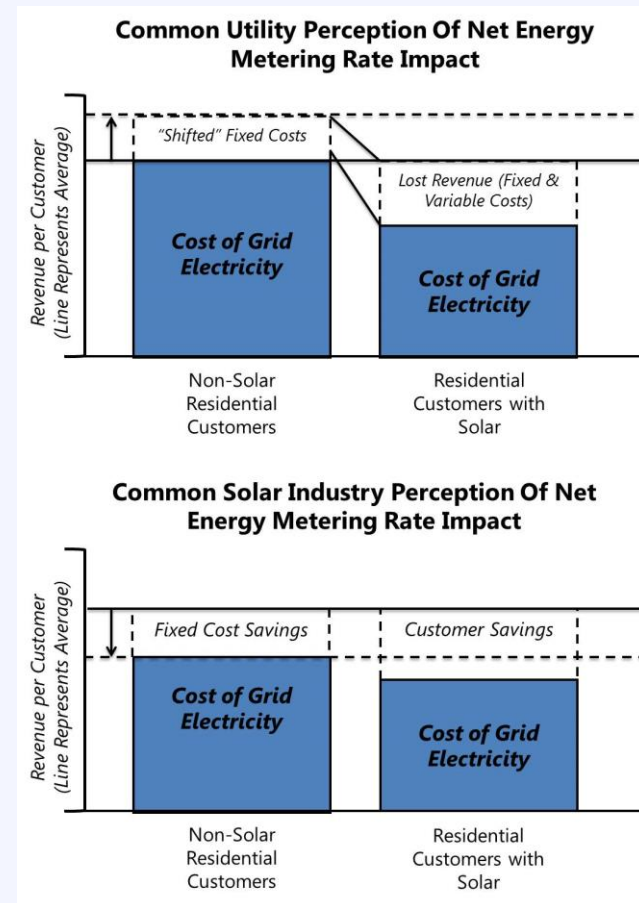 Common Utility Perception Of Net Energy
Metering Rate Impact
Revenue per Customer
(Line Represents Average)
“Shifted” Fixed Costs
Lost Revenue (Fixed &
Variable Costs)
Cost of Grid
Electricity
Cost of Grid
Electricity
Non-Solar
Residential
Customers
Residential
Customers with
Solar
Common Solar Industry Perception Of Net
Energy Metering Rate Impact
Revenue per Customer
(Line Represents Average)
Fixed Cost Savings
Customer Savings
Cost of Grid
Electricity
Cost of Grid
Electricity
Non-Solar
Residential
Customers
Residential
Customers with
Solar